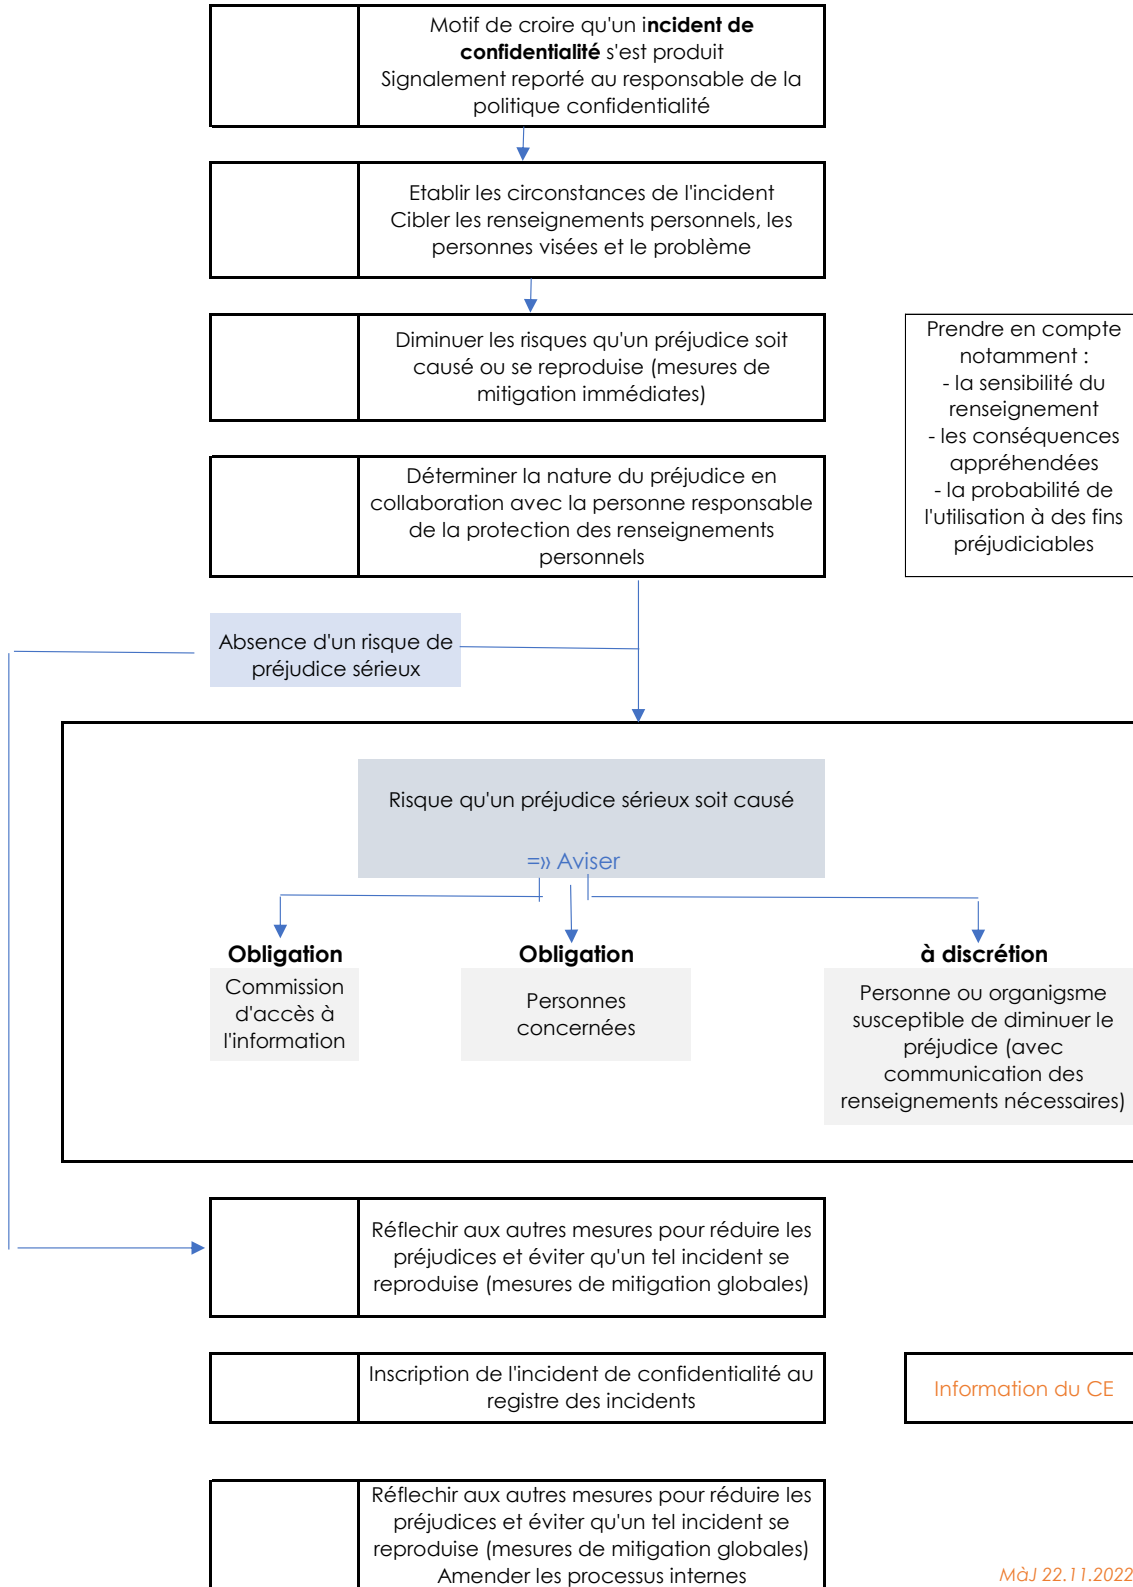 Motif de croire qu'un incident de
confidentialité s'est produit
Signalement reporté au responsable de la
politique confidentialité
Etablir les circonstances de l'incident
Cibler les renseignements personnels, les
personnes visées et le problème
Diminuer les risques qu'un préjudice soit
causé ou se reproduise (mesures de
mitigation immédiates)
Prendre en compte
notamment :
- la sensibilité du
renseignement
- les conséquences
appréhendées
- la probabilité de
l'utilisation à des fins
préjudiciables
Déterminer la nature du préjudice en
collaboration avec la personne responsable
de la protection des renseignements
personnels
Absence d'un risque de
préjudice sérieux
Risque qu'un préjudice sérieux soit causé
=» Aviser
Obligation
Commission
d'accès à
l'information
Obligation
Personnes
concernées
à discrétion
Personne ou organigsme
susceptible de diminuer le
préjudice (avec
communication des
renseignements nécessaires)
Réflechir aux autres mesures pour réduire les
préjudices et éviter qu'un tel incident se
reproduise (mesures de mitigation globales)
Inscription de l'incident de confidentialité au
registre des incidents
Information du CE
Réflechir aux autres mesures pour réduire les
préjudices et éviter qu'un tel incident se
reproduise (mesures de mitigation globales)
Amender les processus internes
MàJ 22.11.2022